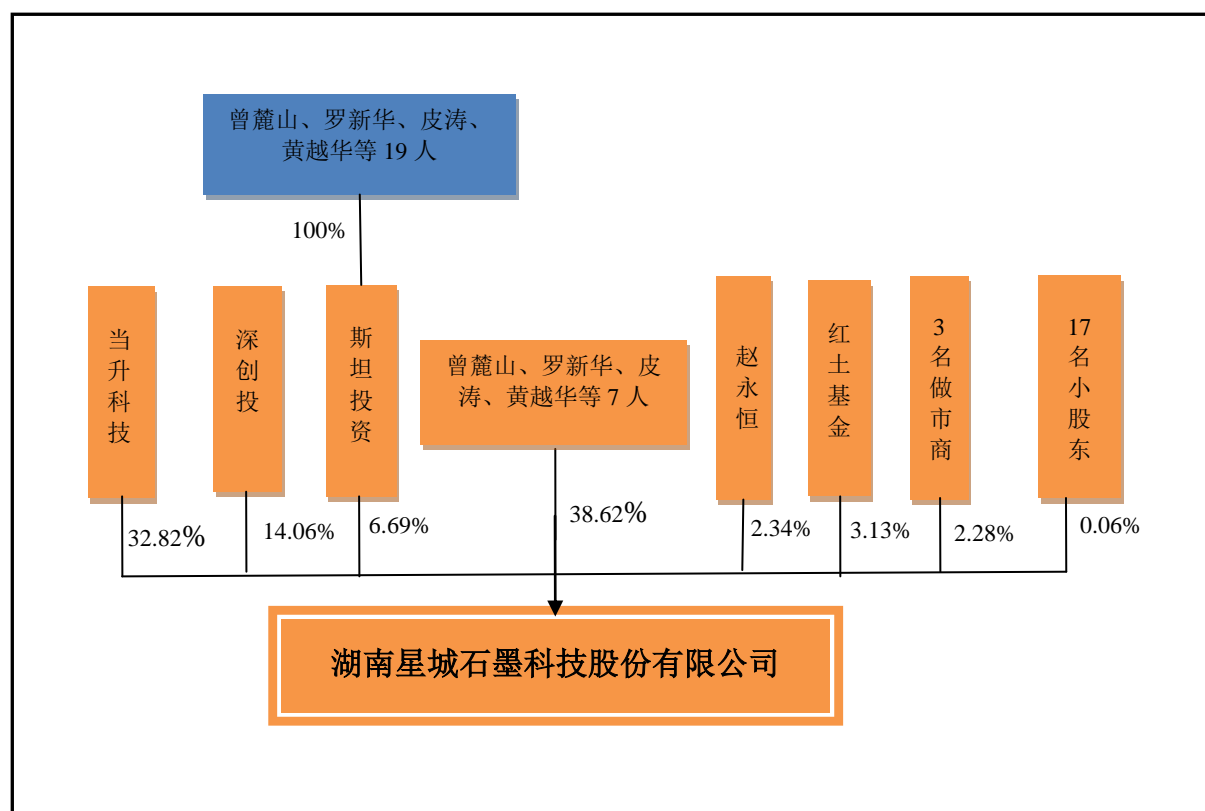 曾麓山、罗新华、皮涛、
黄越华等 19 人
100%
当升科技
深创投
斯坦投资
曾麓山、罗新华、皮
涛、黄越华等 7 人
赵永恒
红土基金
3名做市商
17名小股东
32.82%
14.06%
6.69%
38.62%
2.34%
3.13%
2.28%
0.06%
湖南星城石墨科技股份有限公司